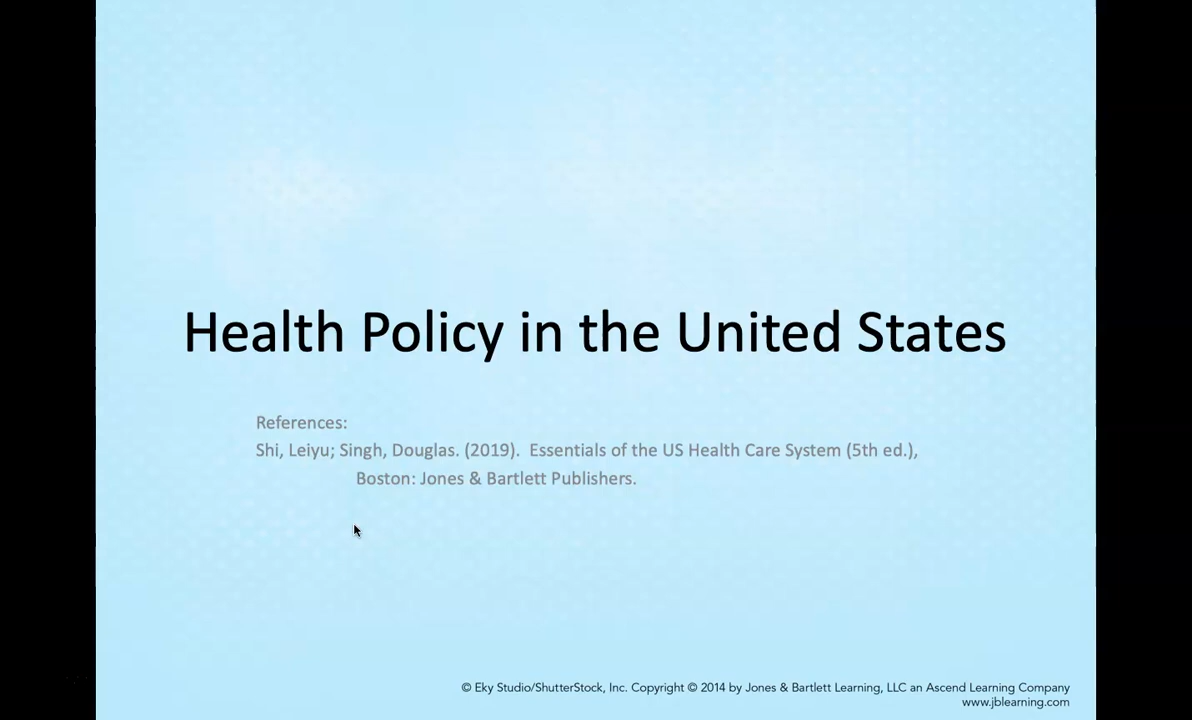 Health Policy in the United States
References:
Shi, Leiyu; Singh, Douglas. (2019).  Essentials of the US Health Care System (5th ed.),
Boston: Jones & Bartlett Publishers.
© Eky Studio/ShutterStock, Inc. Copyright © 2014 by Jones & Bartlett Learning, LLC an Ascend Learning Company
www.jblearning.com